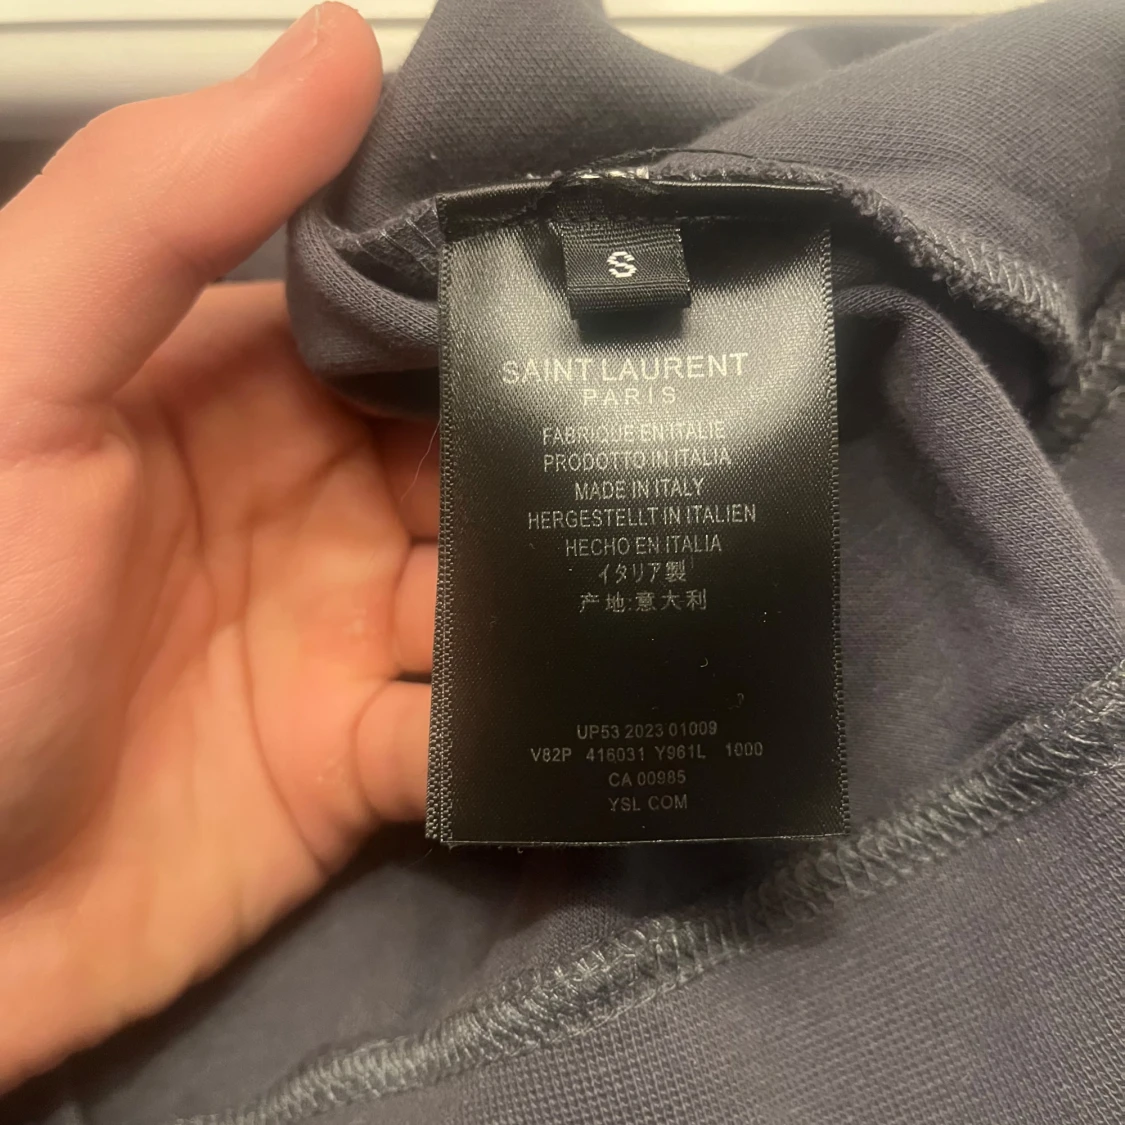 S
SAINT LAURENT
PARIS
FABRIQUE EN ITALIE
PRODOTTO IN ITALIA
MADE IN ITALY
HERGESTELLT IN ITALIEN
HECHO EN ITALIA
イタリア製
产地:意大利
UP53 2023 01009
V82P 416031 Y961L 1000
CA 00985
YSL COM